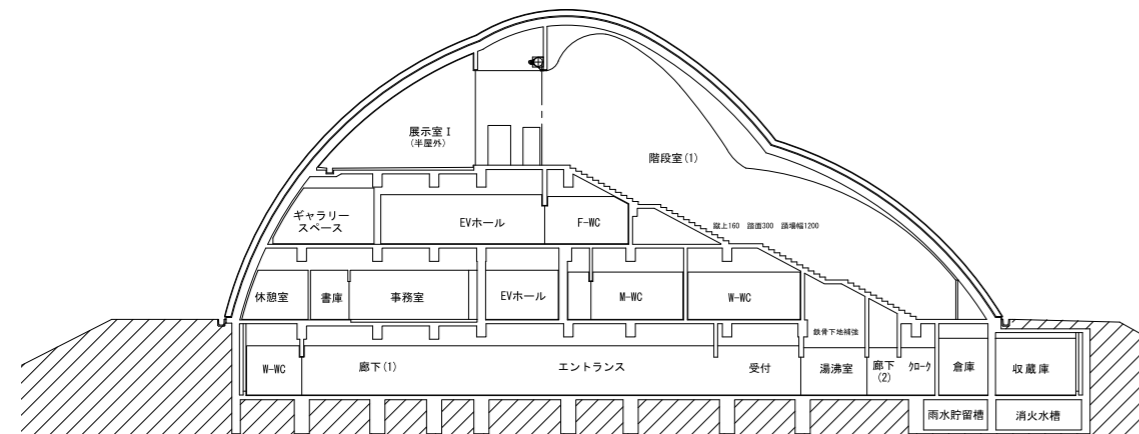 展示室Ⅰ
(半屋外)
階段室(1)
ギャラリー
スペース
EVホール
F-WC
蹴上160 踏面300 踊場幅1200
休憩室
書庫
事務室
EVホール
M-WC
W-WC
鉄骨下地補強
W-WC
廊下(1)
エントランス
受付
湯沸室
廊下
(2)
クローク
倉庫
収蔵庫
雨水貯留槽
消火水槽